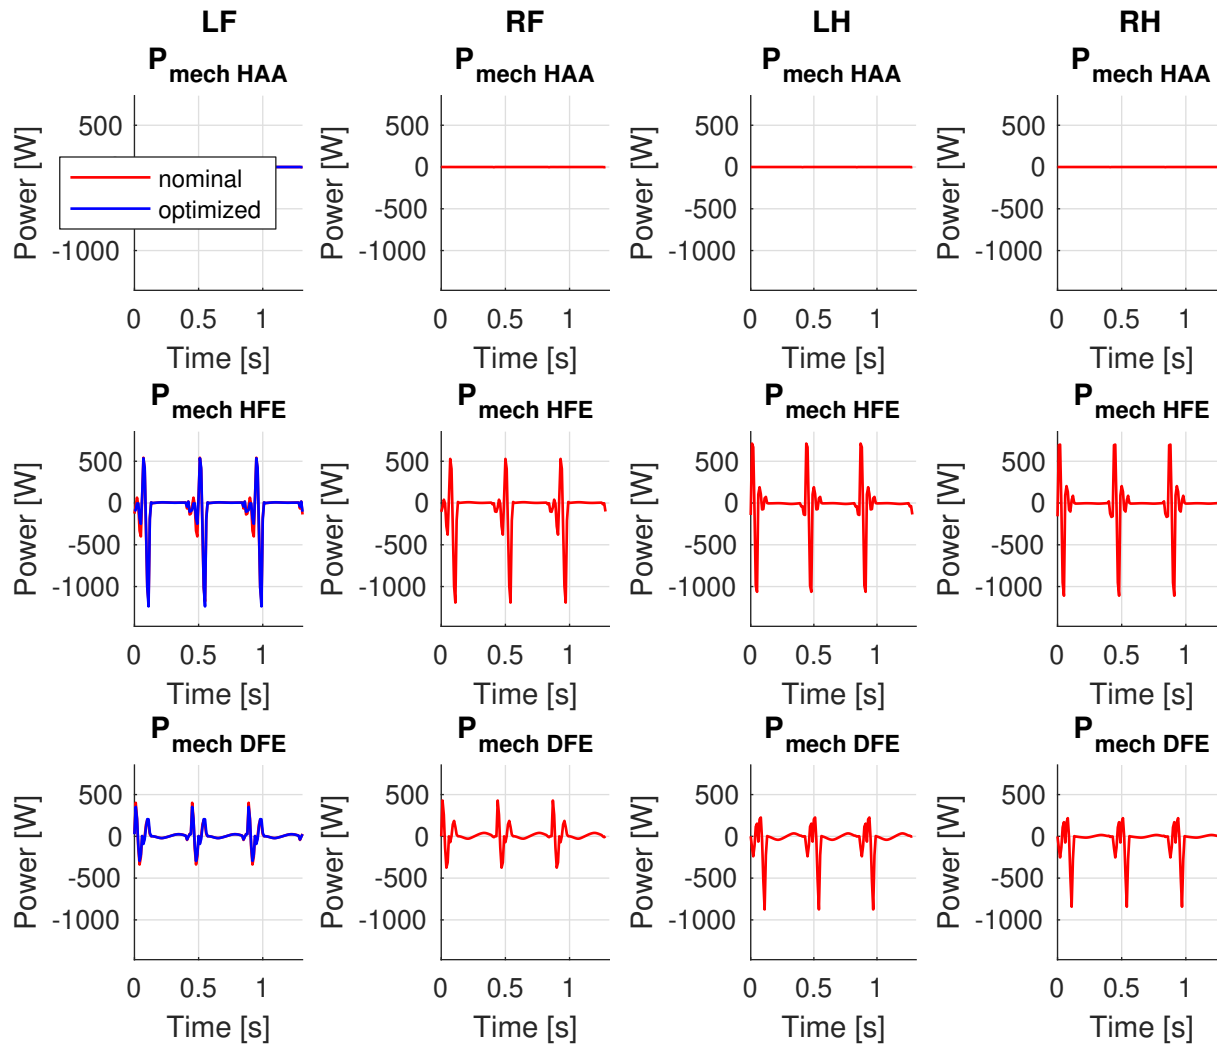 LF RF LH RH
P mech HAA P mech HAA P mech HAA P mech HAA
Power [W] 500 Power [W] 500 0 -500 -1000 Power [W] 500 0 -500 -1000 Power [W] 500 0 -500 -1000
nominal
optimized
-1000
0 0.5 1 0 0.5 1 0 0.5 1 0 0.5 1
Time [s] Time [s] Time [s] Time [s]
P mech HFE P mech HFE P mech HFE P mech HFE
Power [W] 500 0 -500 -1000 Power [W] 500 0 -500 -1000 Power [W] 500 0 -500 -1000 Power [W] 500 0 -500 -1000
0 0.5 1 0 0.5 1 0 0.5 1 0 0.5 1
Time [s] Time [s] Time [s] Time [s]
P mech DFE P mech DFE P mech DFE P mech DFE
Power [W] 500 0 -500 -1000 Power [W] 500 0 -500 -1000 Power [W] 500 0 -500 -1000 Power [W] 500 0 -500 -1000
0 0.5 1 0 0.5 1 0 0.5 1 0 0.5 1
Time [s] Time [s] Time [s] Time [s]